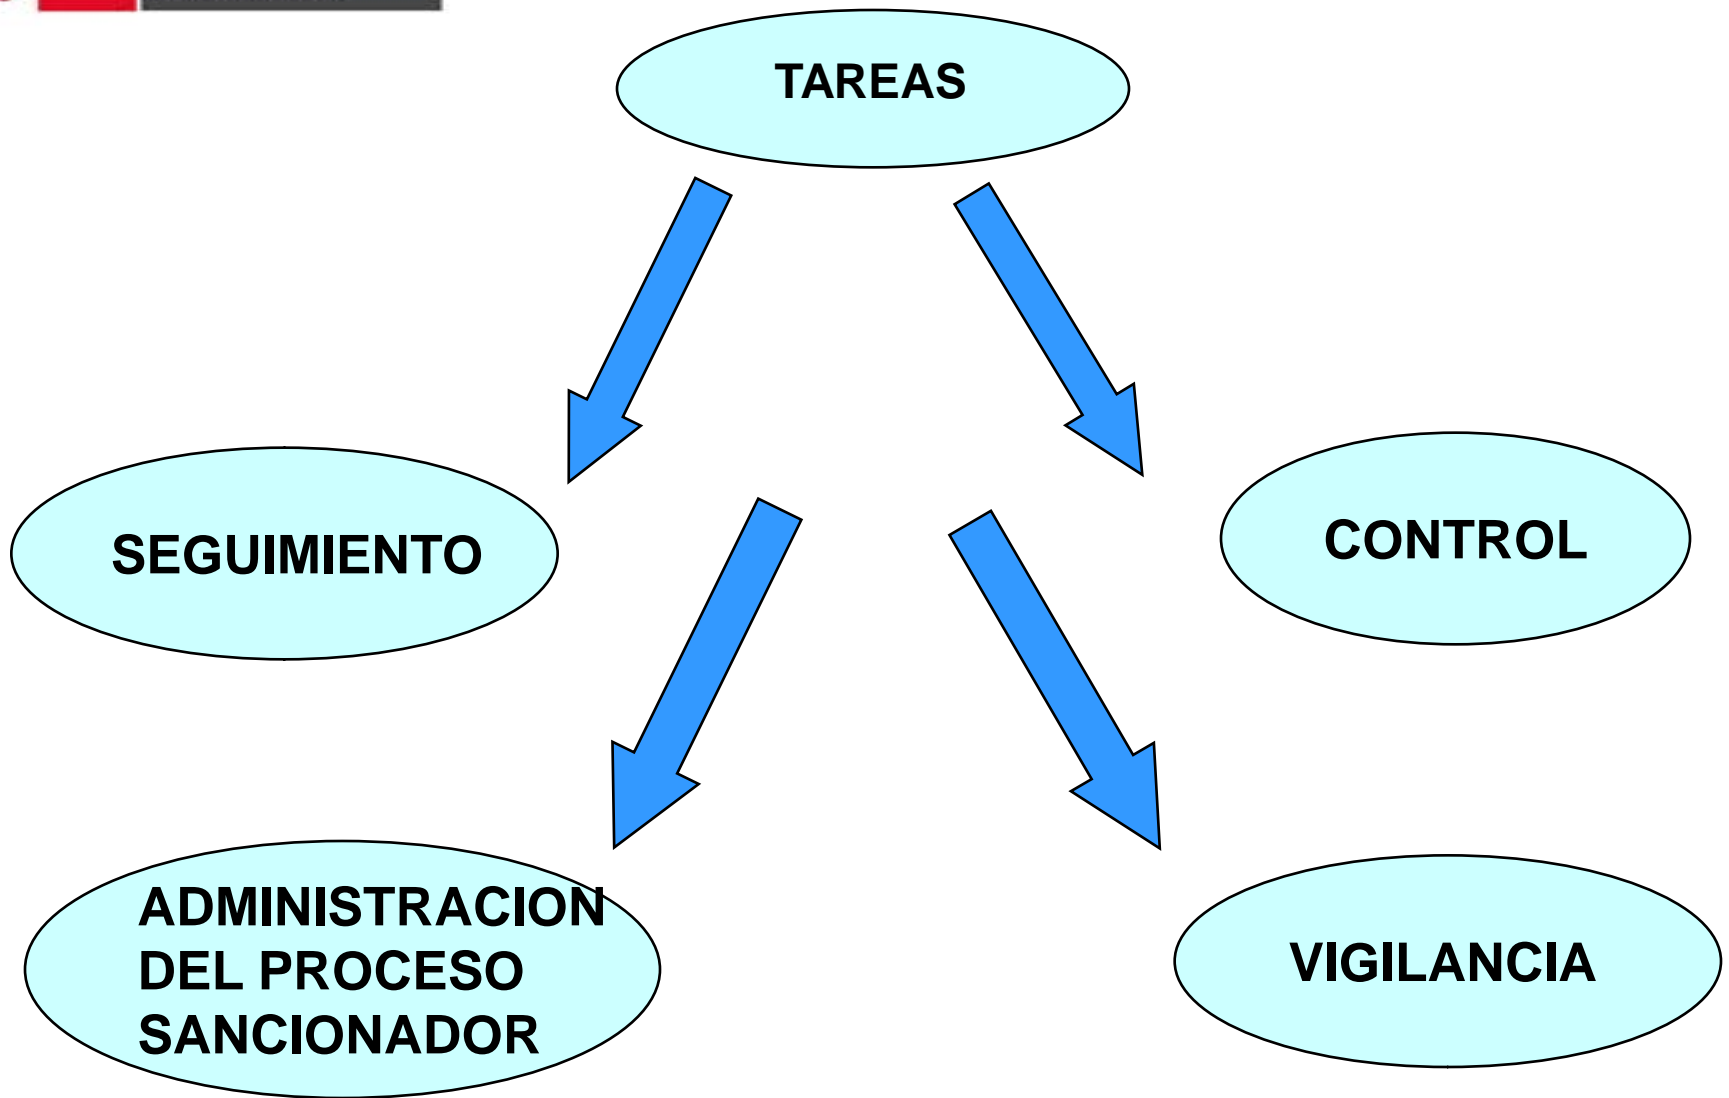 TAREAS
SEGUIMIENTO
CONTROL
ADMINISTRACION
DEL PROCESO
SANCIONADOR
VIGILANCIA